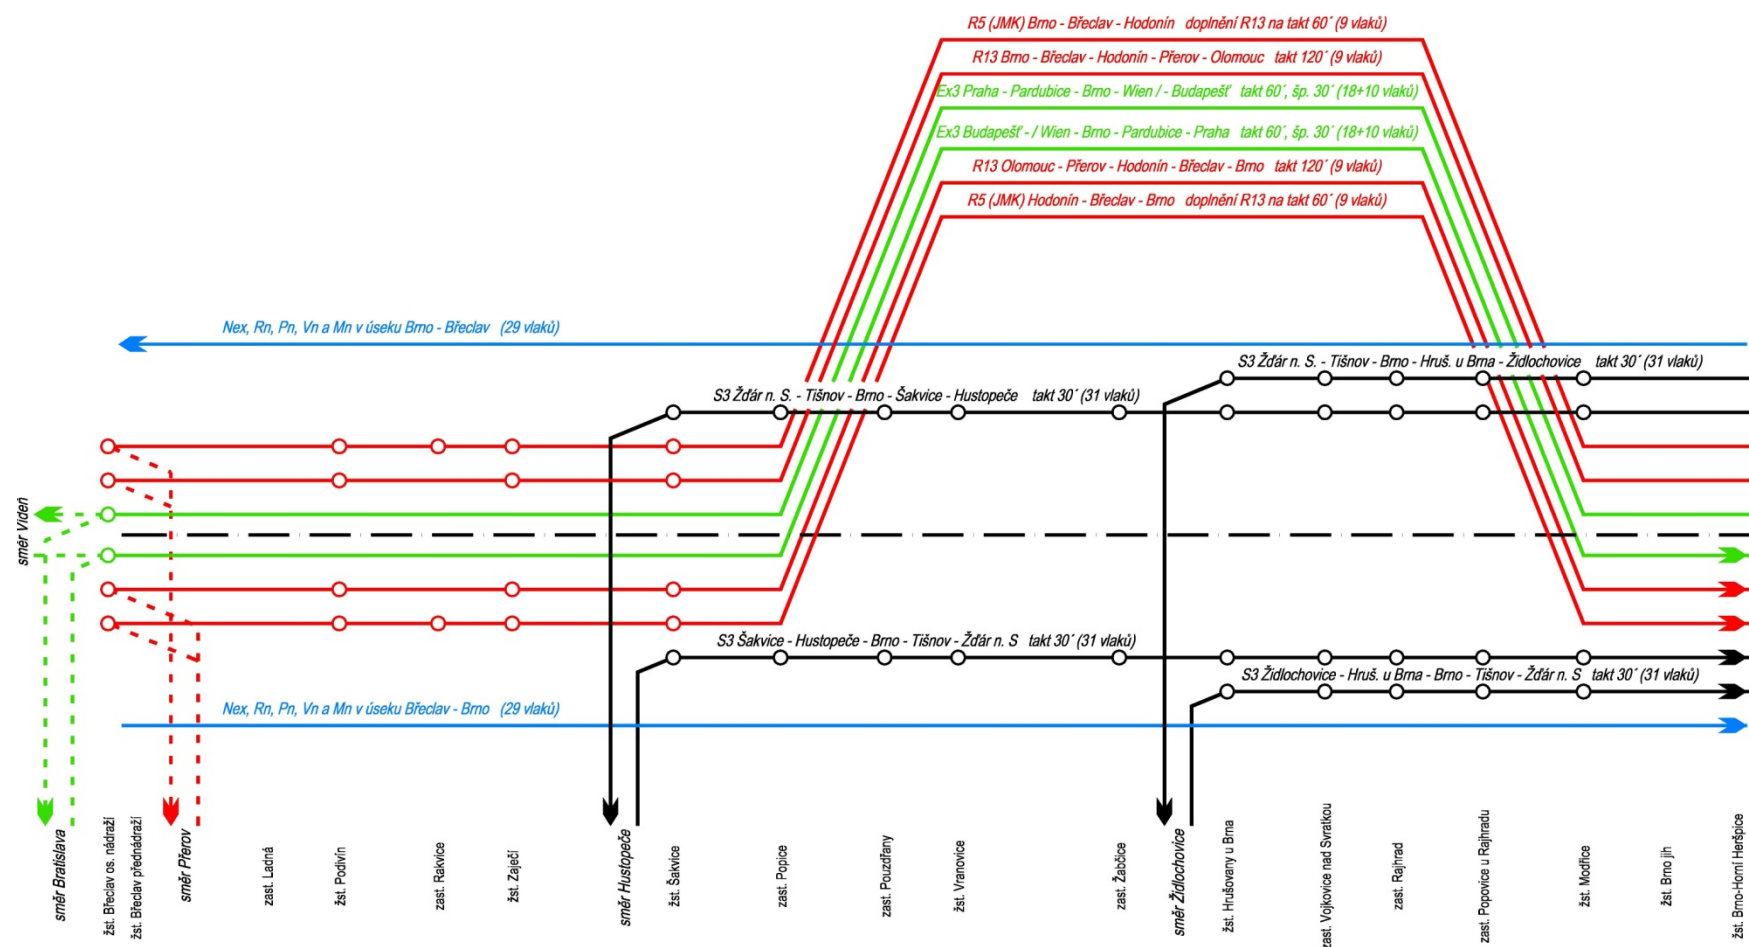 R5 (JMK) Brno - Břeclav - Hodonín doplnění R13 na takt 60´ (9 vlaků)
R13 Brno - Břeclav - Hodonín - Přerov - Olomouc takt 120´ (9 vlaků)
Ex3 Praha - Pardubice - Brno - Wien / - Budapešť takt 60´, šp. 30´ (18+10 vlaků)
Ex3 Budapešť - / Wien - Brno - Pardubice - Praha takt 60´, šp. 30´ (18+10 vlaků)
R13 Olomouc - Přerov - Hodonín - Břeclav - Brno takt 120´ (9 vlaků)
R5 (JMK) Hodonín - Břeclav - Brno doplnění R13 na takt 60´ (9 vlaků)
Nex, Rn, Pn, Vn a Mn v úseku Brno - Břeclav (29 vlaků)
S3 Žďár n. S. - Tišnov - Brno - Hruš. u Brna - Židlochovice takt 30´ (31 vlaků)
S3 Žďár n. S. - Tišnov - Brno - Šakvice - Hustopeče takt 30´ (31 vlaků)
směr Vídeň
S3 Šakvice - Hustopeče - Brno - Tišnov - Žďár n. S takt 30´ (31 vlaků)
S3 Židlochovice - Hruš. u Brna - Brno - Tišnov - Žďár n. S takt 30´ (31 vlaků)
Nex, Rn, Pn, Vn a Mn v úseku Břeclav - Brno (29 vlaků)
směr Bratislava
žst. Břeclav os. nádraží
žst. Břeclav přednádraží
směr Přerov
zast. Ladná
žst. Podivín
zast. Rakvice
žst. Zaječí
směr Hustopeče
žst. Šakvice
zast. Popice
zast. Pouzdřany
žst. Vranovice
zast. Žabčice
směr Židlochovice
žst. Hrušovany u Brna
zast. Vojkovice nad Svratkou
zast. Rajhrad
zast. Popovice u Rajhradu
žst. Modřice
žst. Brno jih
žst. Brno-Horní Heršpice